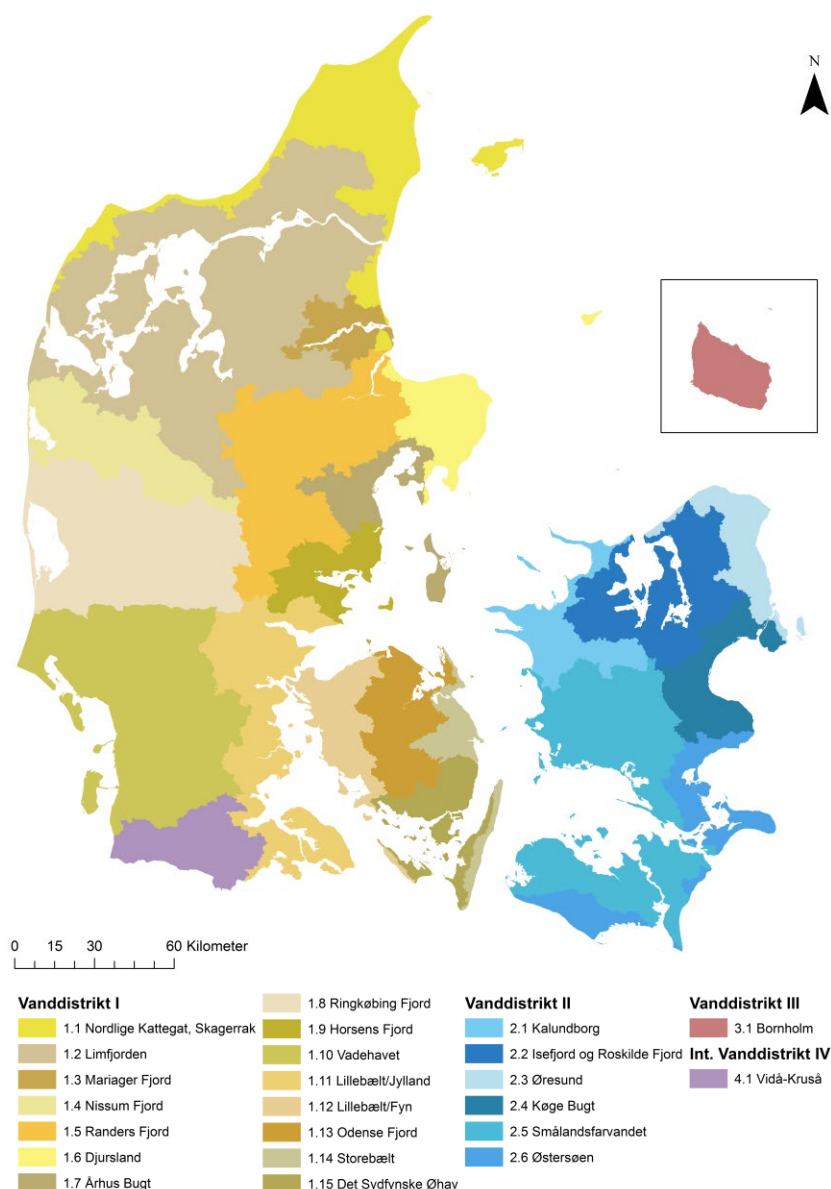 N
0 15 30 60 Kilometer
Vanddistrikt I
1.1 Nordlige Kattegat, Skagerrak
1.2 Limfjorden
1.3 Mariager Fjord
1.4 Nissum Fjord
1.5 Randers Fjord
1.6 Djursland
1.7 Århus Bugt
1.8 Ringkøbing Fjord
1.9 Horsens Fjord
1.10 Vadehavet
1.11 Lillebælt/Jylland
1.12 Lillebælt/Fyn
1.13 Odense Fjord
1.14 Storebælt
1.15 Det Sydfynske Øhav
Vanddistrikt II
2.1 Kalundborg
2.2 Isefjord og Roskilde Fjord
2.3 Øresund
2.4 Køge Bugt
2.5 Smålandsfarvandet
2.6 Østersøen
Vanddistrikt III
3.1 Bornholm
Int. Vanddistrikt IV
4.1 Vidå-Kruså